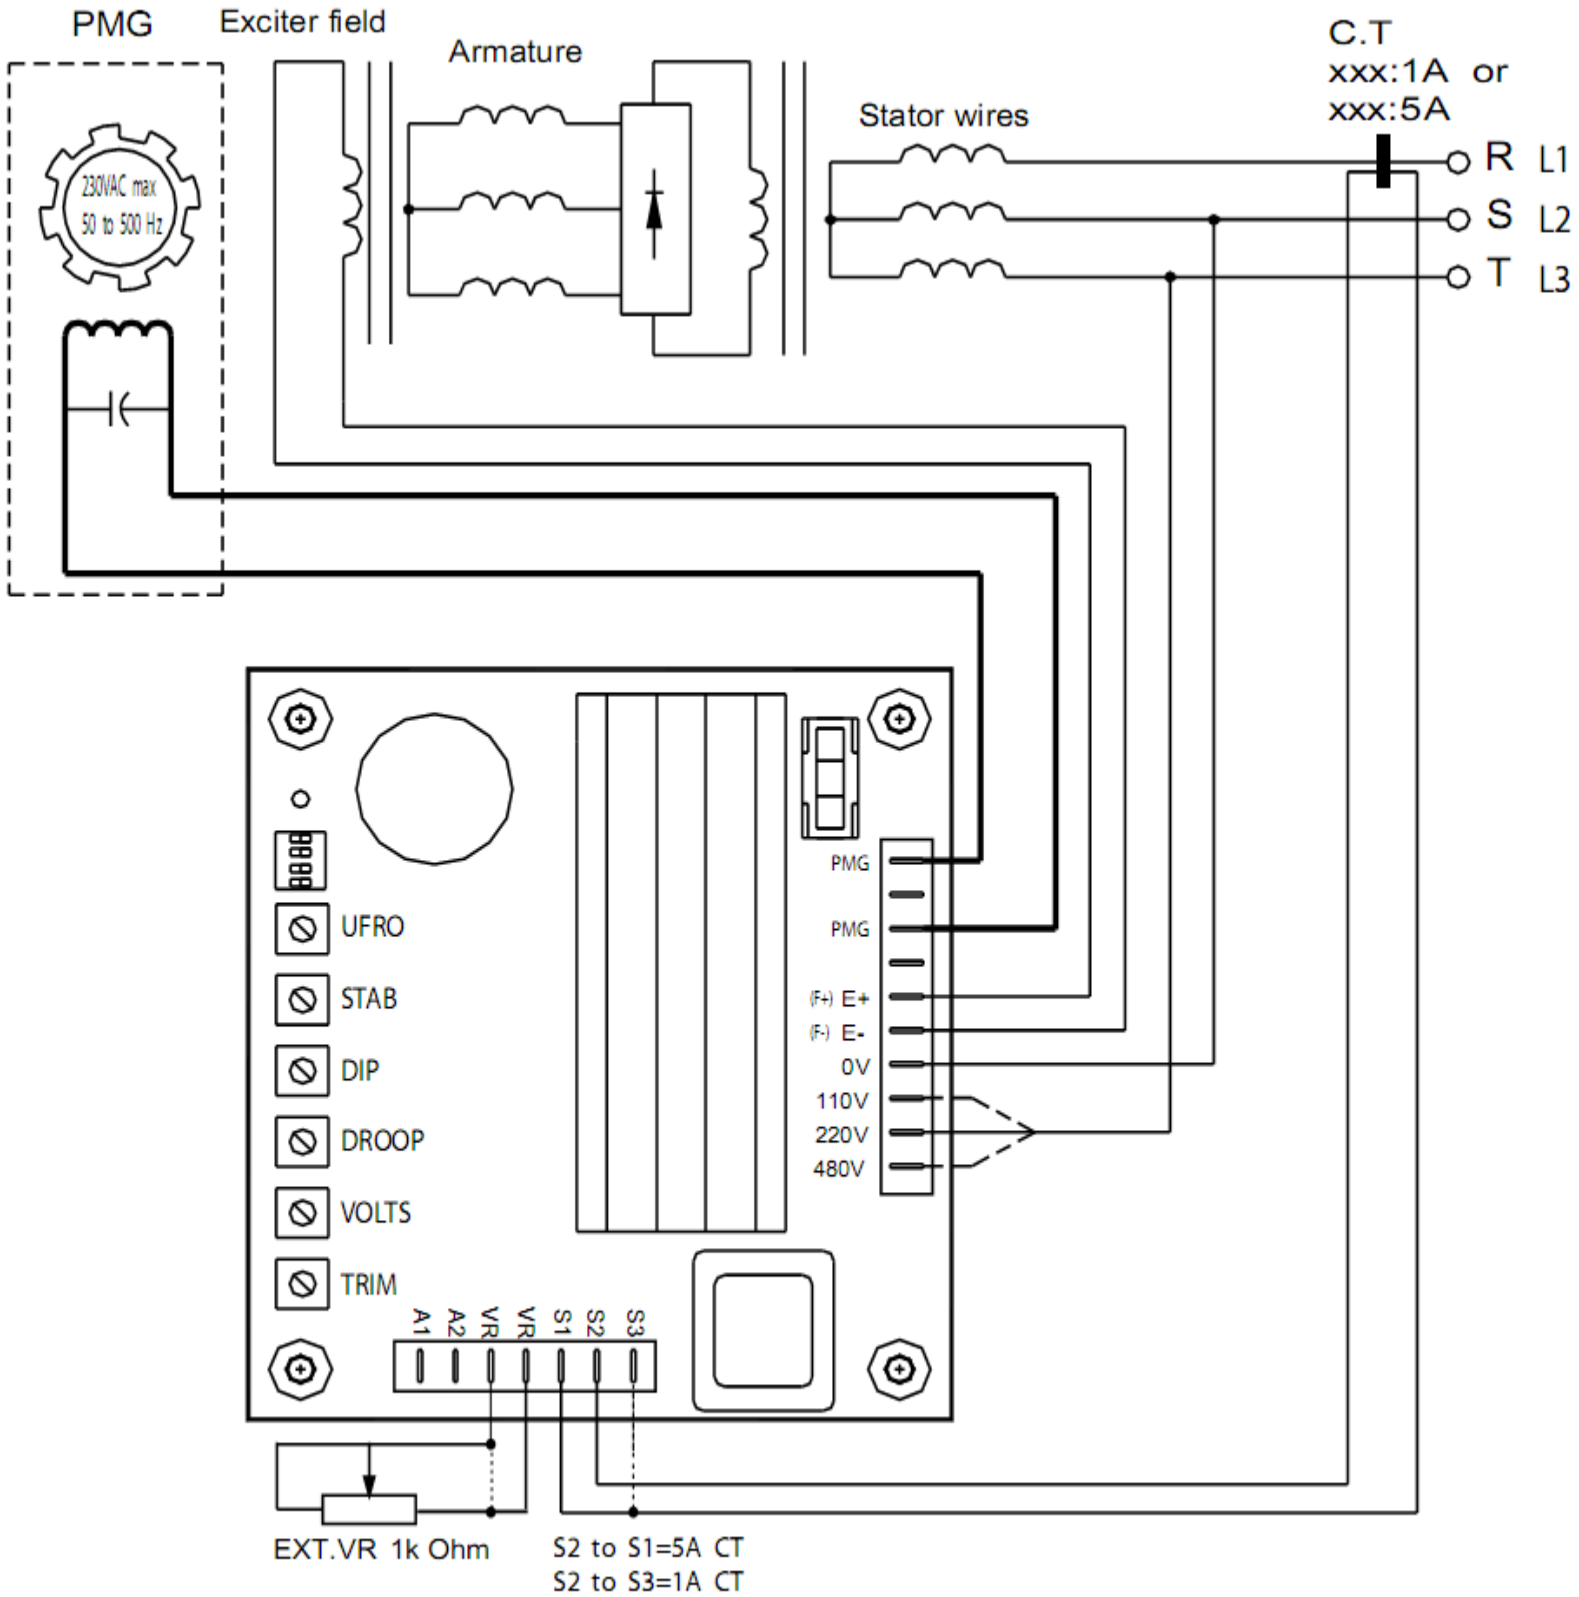 PMG
Exciter field
Armature
Stator wires
C.T
xxx:1A or
xxx:5A
230VAC max
50 to 500 Hz
R L1
S L2
T L3
PMG
PMG
(F+) E+
(F-) E-
0V
110V
220V
480V
UFRO
STAB
DIP
DROOP
VOLTS
TRIM
A1 A2 VR VR S1 S2 S3
EXT.VR 1k Ohm
S2 to S1=5A CT
S2 to S3=1A CT